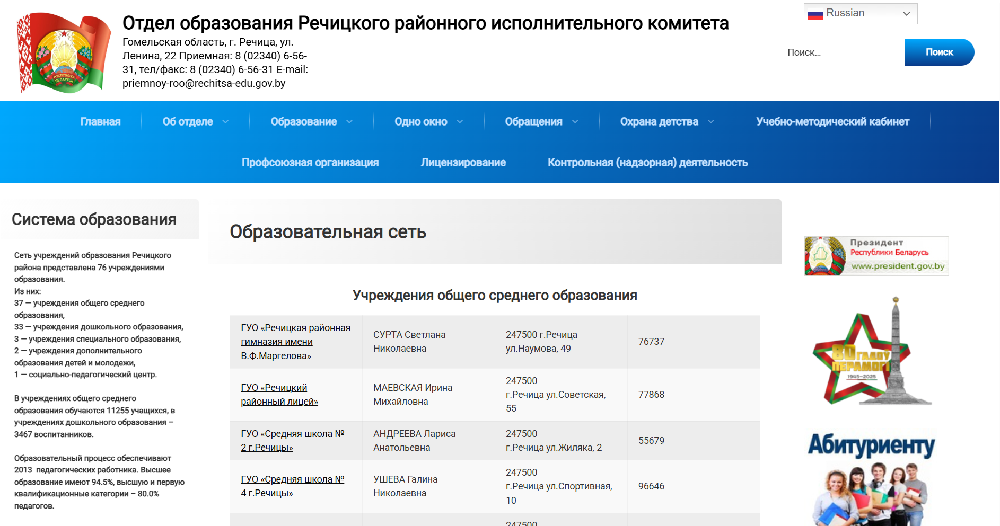 Отдел образования Речицкого районного исполнительного комитета
Гомельская область, г. Речица, ул.
Ленина, 22 Приемная: 8 (02340) 6-56-
31, тел/факс: 8 (02340) 6-56-31 E-mail:
priemnoy-roo@rechitsa-edu.gov.by
РЭСПУБЛІКА
БЕЛАРУСЬ
Russian
Поиск…
Поиск
Главная
Об отделе
Образование
Одно окно
Обращения
Охрана детства
Учебно-методический кабинет
Профсоюзная организация
Лицензирование
Контрольная (надзорная) деятельность
Система образования
Сеть учреждений образования Речицкого
района представлена 76 учреждениями
образования.
Из них:
37 — учреждения общего среднего
образования,
33 — учреждения дошкольного образования,
3 — учреждения специального образования,
2 — учреждения дополнительного
образования детей и молодежи,
1 — социально-педагогический центр.
В учреждениях общего среднего
образования обучаются 11255 учащихся, в
учреждениях дошкольного образования –
3467 воспитанников.
Образовательный процесс обеспечивают
2013 педагогических работника. Высшее
образование имеют 94.5%, высшую и первую
квалификационные категории – 80.0%
педагогов.
Образовательная сеть
Учреждения общего среднего образования
ГУО «Речицкая районная
гимназия имени
В.Ф.Маргелова»
СУРТА Светлана
Николаевна
247500 г.Речица
ул.Наумова, 49
76737
ГУО «Речицкий
районный лицей»
МАЕВСКАЯ Ирина
Михайловна
247500
г.Речица ул.Советская,
55
77868
ГУО «Средняя школа №
2 г.Речицы»
АНДРЕЕВА Лариса
Анатольевна
247500
г.Речица ул.Жиляка, 2
55679
ГУО «Средняя школа №
4 г.Речицы»
УШЕВА Галина
Николаевна
247500
г.Речица ул.Спортивная,
10
96646
247500
Президент
Республики Беларусь
www.president.gov.by
80 ГАДОЎ
ПЕРАМОГІ
1945–2025
Абитуриенту